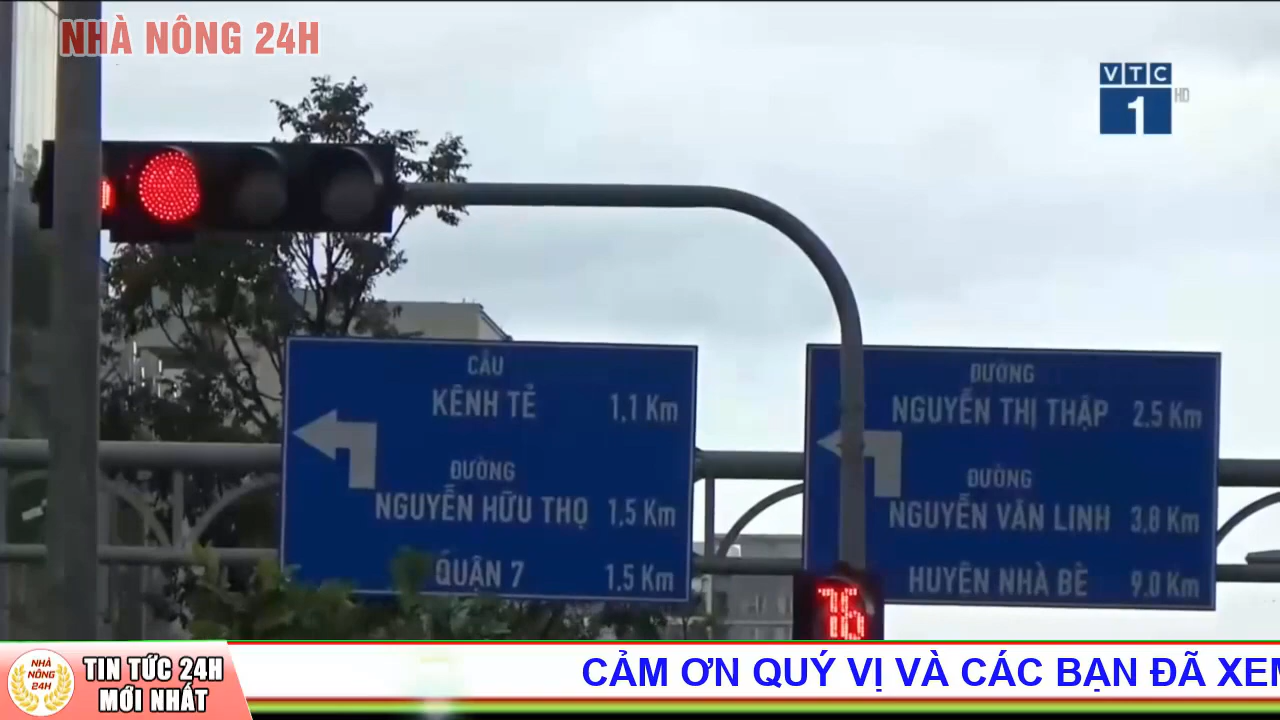 NHÀ NÔNG 24H
VTC
1
HD
CẦU
KÊNH TẺ 1,1 Km
ĐƯỜNG
NGUYỄN HỮU THỌ 1,5 Km
QUẬN 7 1.5 Km
ĐƯỜNG
NGUYỄN THỊ THẬP 2.5 Km
ĐƯỜNG
NGUYỄN VĂN LINH 3,8 Km
HUYỆN NHÀ BÈ 9.0 Km
76
NHÀ
NÔNG
24H
TIN TỨC 24H
MỚI NHẤT
CẢM ƠN QUÝ VỊ VÀ CÁC BẠN ĐÃ XEM